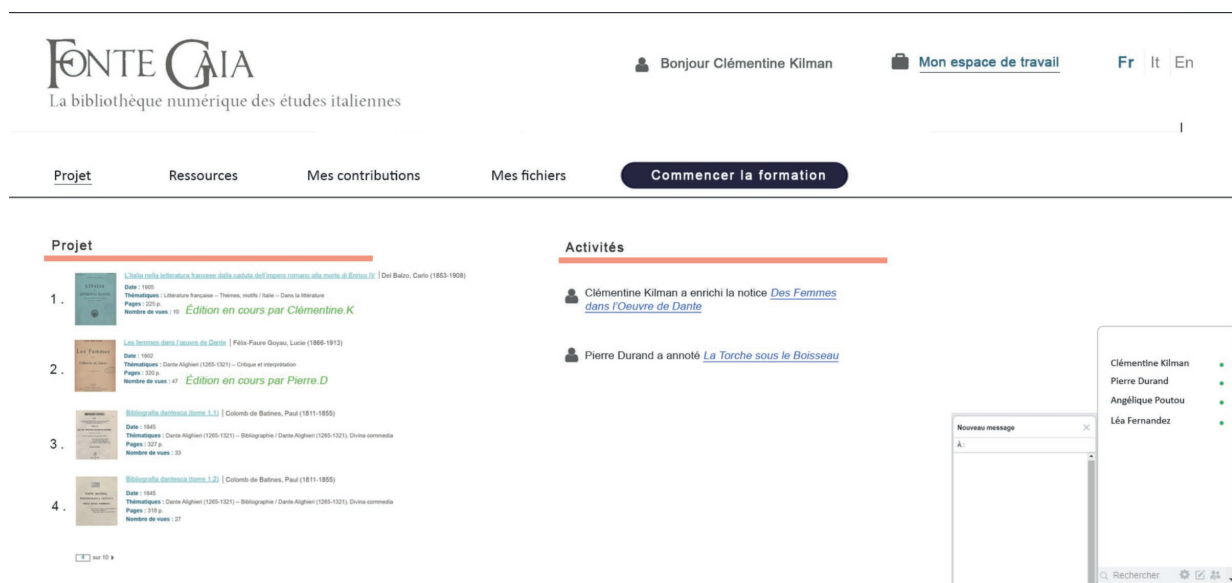 FONTE GAIA
La bibliothèque numérique des études italiennes
Bonjour Clémentine Kilman
Mon espace de travail
Fr It En
Projet
Ressources
Mes contributions
Mes fichiers
Commencer la formation
Projet
1 .
L'Italia nella letteratura francese dalla caduta dell'impero romano alla morte di Enrico IV | Del Balzo, Carlo (1853-1908)
Date : 1905
Thématiques : Littérature française -- Thèmes, motifs / Italie -- Dans la littérature
Pages : 225 p.
Nombre de vues : 10 Édition en cours par Clémentine.K
2 .
Les femmes dans l'œuvre de Dante | Félix-Faure Goyau, Lucie (1866-1913)
Date : 1902
Thématiques : Dante Alighieri (1265-1321) -- Critique et interprétation
Pages : 320 p.
Nombre de vues : 47 Édition en cours par Pierre.D
3 .
Bibliografia dantesca (tome 1.1) | Colomb de Batines, Paul (1811-1855)
Date : 1845
Thématiques : Dante Alighieri (1265-1321) -- Bibliographie / Dante Alighieri (1265-1321). Divina commedia
Pages : 327 p.
Nombre de vues : 33
4 .
Bibliografia dantesca (tome 1.2) | Colomb de Batines, Paul (1811-1855)
Date : 1845
Thématiques : Dante Alighieri (1265-1321) -- Bibliographie / Dante Alighieri (1265-1321). Divina commedia
Pages : 318 p.
Nombre de vues : 27
sur 10
Activités
Clémentine Kilman a enrichi la notice Des Femmes
dans l'Oeuvre de Dante
Pierre Durand a annoté La Torche sous le Boisseau
Nouveau message
À :
Clémentine Kilman
Pierre Durand
Angélique Poutou
Léa Fernandez
Rechercher